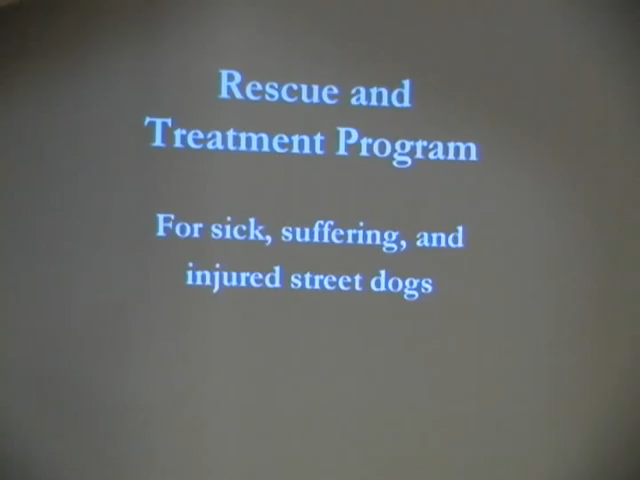 Rescue and
Treatment Program
For sick, suffering, and
injured street dogs